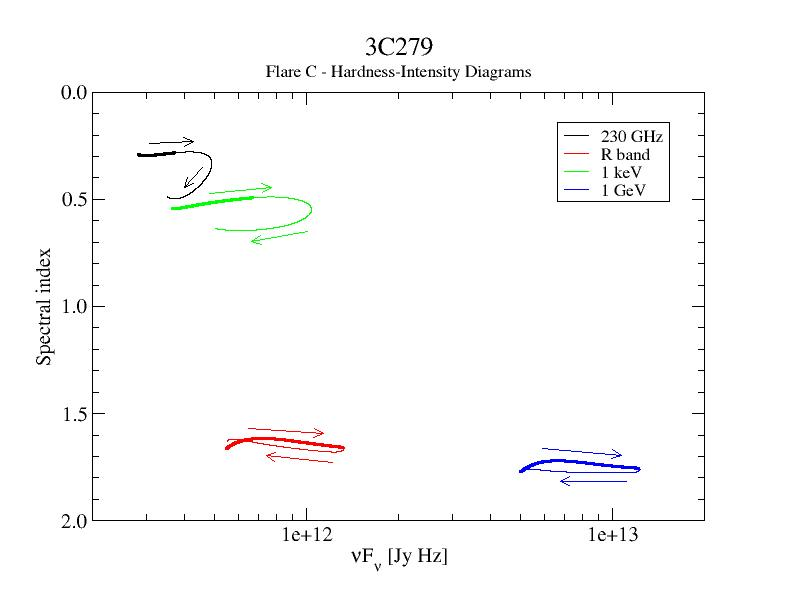 3C279
Flare C - Hardness-Intensity Diagrams
0.0
0.5
1.0
1.5
2.0
Spectral index
230 GHz
R band
1 keV
1 GeV
1e+12
1e+13
νFν [Jy Hz]